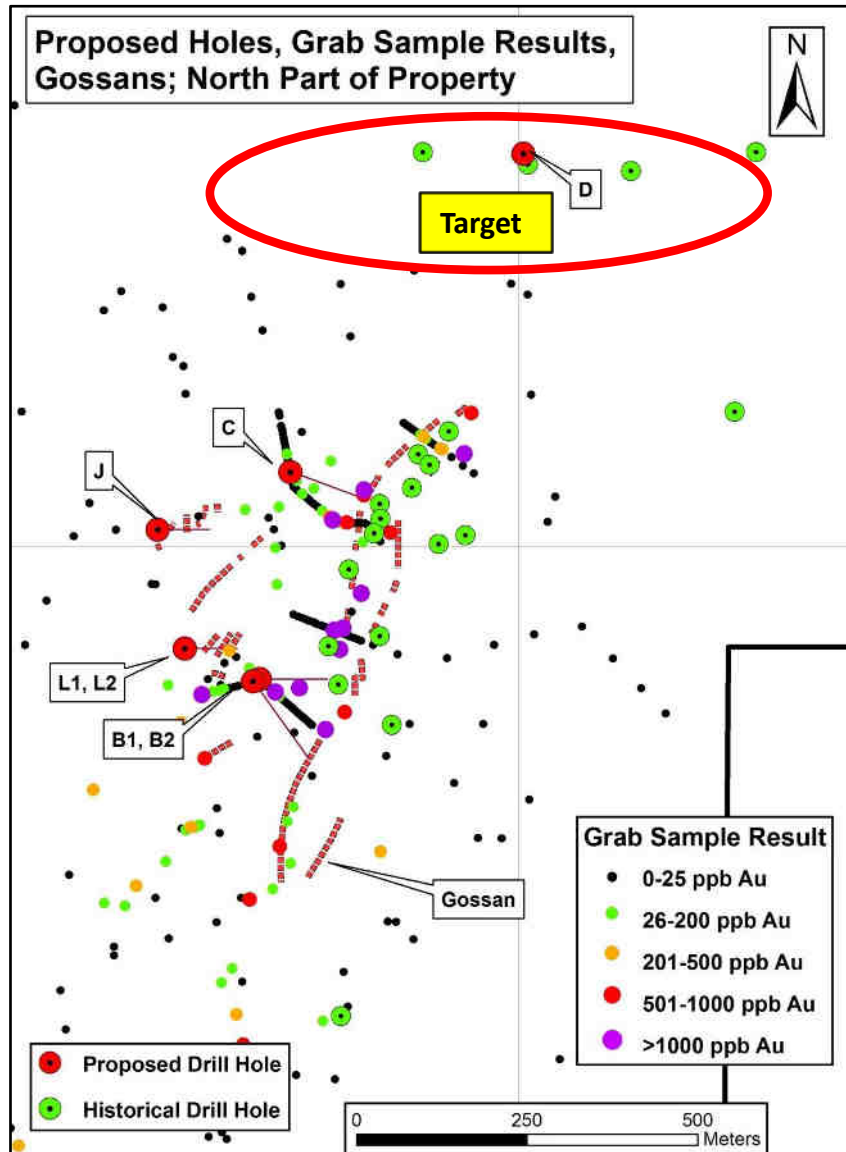 Proposed Holes, Grab Sample Results,
Gossans; North Part of Property
N
D
Target
C
J
L1, L2
B1, B2
Gossan
Grab Sample Result
0-25 ppb Au
26-200 ppb Au
201-500 ppb Au
501-1000 ppb Au
>1000 ppb Au
Proposed Drill Hole
Historical Drill Hole
0 250 500
Meters